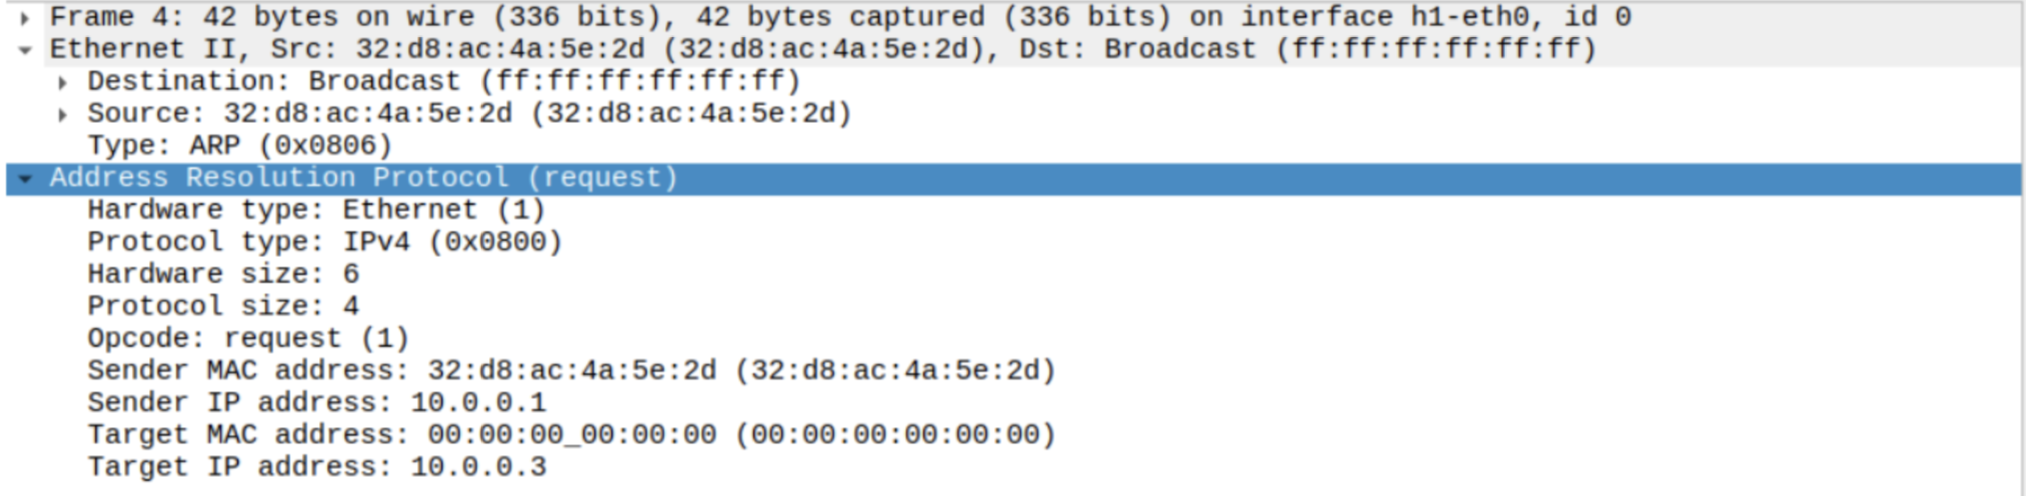 Frame 4: 42 bytes on wire (336 bits), 42 bytes captured (336 bits) on interface h1-eth0, id 0
Ethernet II, Src: 32:d8:ac:4a:5e:2d (32:d8:ac:4a:5e:2d), Dst: Broadcast (ff:ff:ff:ff:ff:ff)
Destination: Broadcast (ff:ff:ff:ff:ff:ff)
Source: 32:d8:ac:4a:5e:2d (32:d8:ac:4a:5e:2d)
Type: ARP (0x0806)
Address Resolution Protocol (request)
Hardware type: Ethernet (1)
Protocol type: IPv4 (0x0800)
Hardware size: 6
Protocol size: 4
Opcode: request (1)
Sender MAC address: 32:d8:ac:4a:5e:2d (32:d8:ac:4a:5e:2d)
Sender IP address: 10.0.0.1
Target MAC address: 00:00:00_00:00:00 (00:00:00:00:00:00)
Target IP address: 10.0.0.3